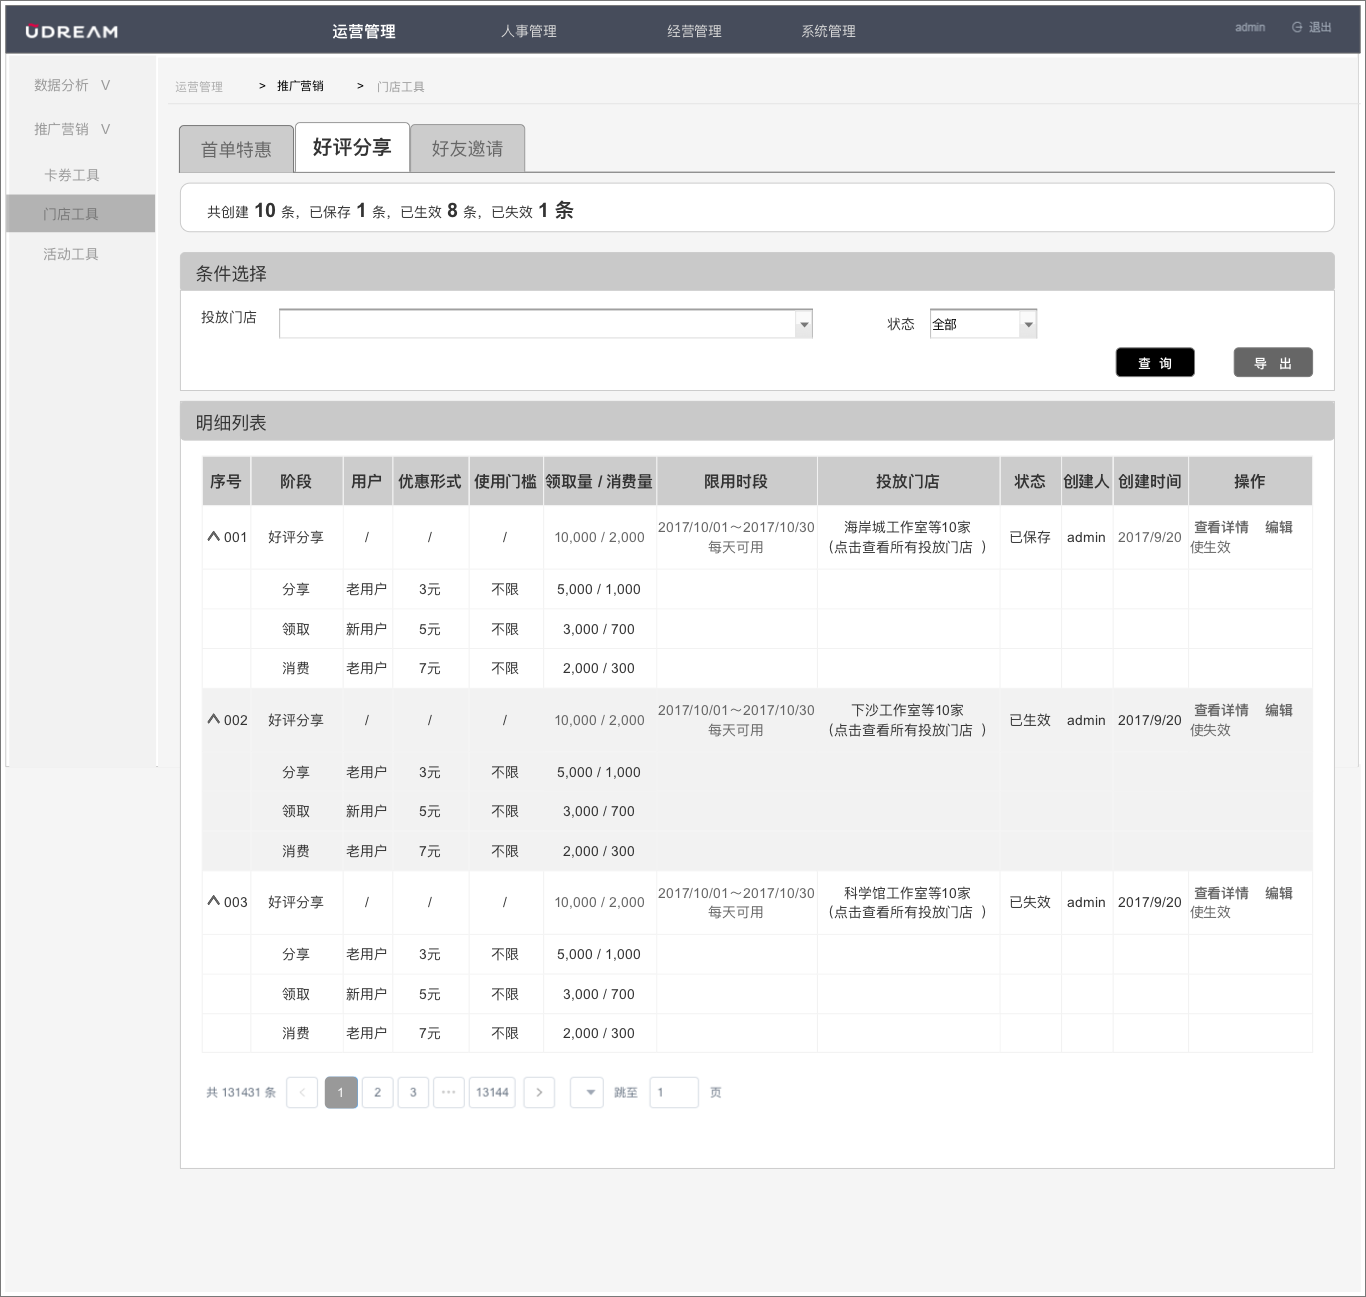 UDREAM 运营管理 人事管理 经营管理 系统管理 admin 退出
数据分析 V
推广营销 V
卡券工具
门店工具
活动工具
运营管理 > 推广营销 > 门店工具
首单特惠 好评分享 好友邀请
共创建 10 条，已保存 1 条，已生效 8 条，已失效 1 条
条件选择
投放门店 状态 全部
查 询 导 出
明细列表
序号 阶段 用户 优惠形式 使用门槛 领取量 / 消费量 限用时段 投放门店 状态 创建人 创建时间 操作
001 好评分享 / / / 10,000 / 2,000 2017/10/01～2017/10/30 海岸城工作室等10家 已保存 admin 2017/9/20 查看详情 编辑
每天可用 （点击查看所有投放门店 ） 使生效
分享 老用户 3元 不限 5,000 / 1,000
领取 新用户 5元 不限 3,000 / 700
消费 老用户 7元 不限 2,000 / 300
002 好评分享 / / / 10,000 / 2,000 2017/10/01～2017/10/30 下沙工作室等10家 已生效 admin 2017/9/20 查看详情 编辑
每天可用 （点击查看所有投放门店 ） 使失效
分享 老用户 3元 不限 5,000 / 1,000
领取 新用户 5元 不限 3,000 / 700
消费 老用户 7元 不限 2,000 / 300
003 好评分享 / / / 10,000 / 2,000 2017/10/01～2017/10/30 科学馆工作室等10家 已失效 admin 2017/9/20 查看详情 编辑
每天可用 （点击查看所有投放门店 ） 使生效
分享 老用户 3元 不限 5,000 / 1,000
领取 新用户 5元 不限 3,000 / 700
消费 老用户 7元 不限 2,000 / 300
共 131431 条 < 1 2 3 ··· 13144 > 跳至 1 页